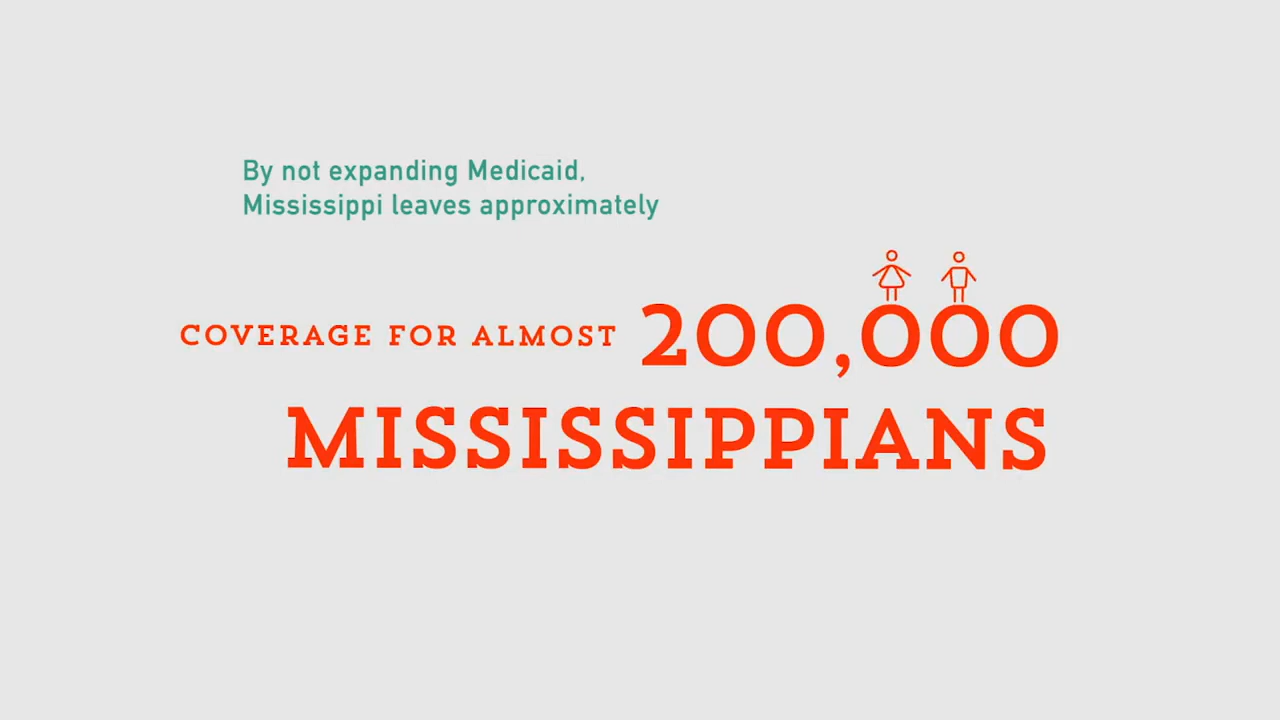 By not expanding Medicaid,
Mississippi leaves approximately
COVERAGE FOR ALMOST 200,000
MISSISSIPPIANS